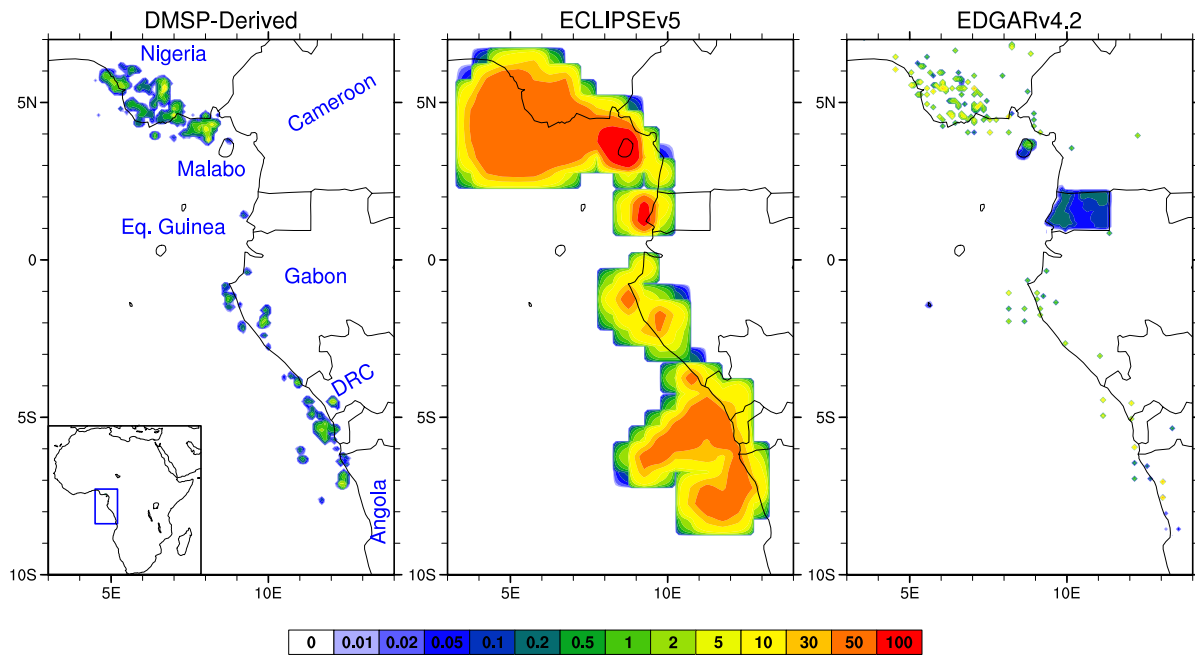 DMSP-Derived
ECLIPSEv5
EDGARv4.2
Nigeria
5N
Cameroon
Malabo
Eq. Guinea
0
Gabon
DRC
5S
Angola
10S
5E
10E
5N
0
5S
10S
5E
10E
5N
0
5S
10S
5E
10E
0 0.01 0.02 0.05 0.1 0.2 0.5 1 2 5 10 30 50 100